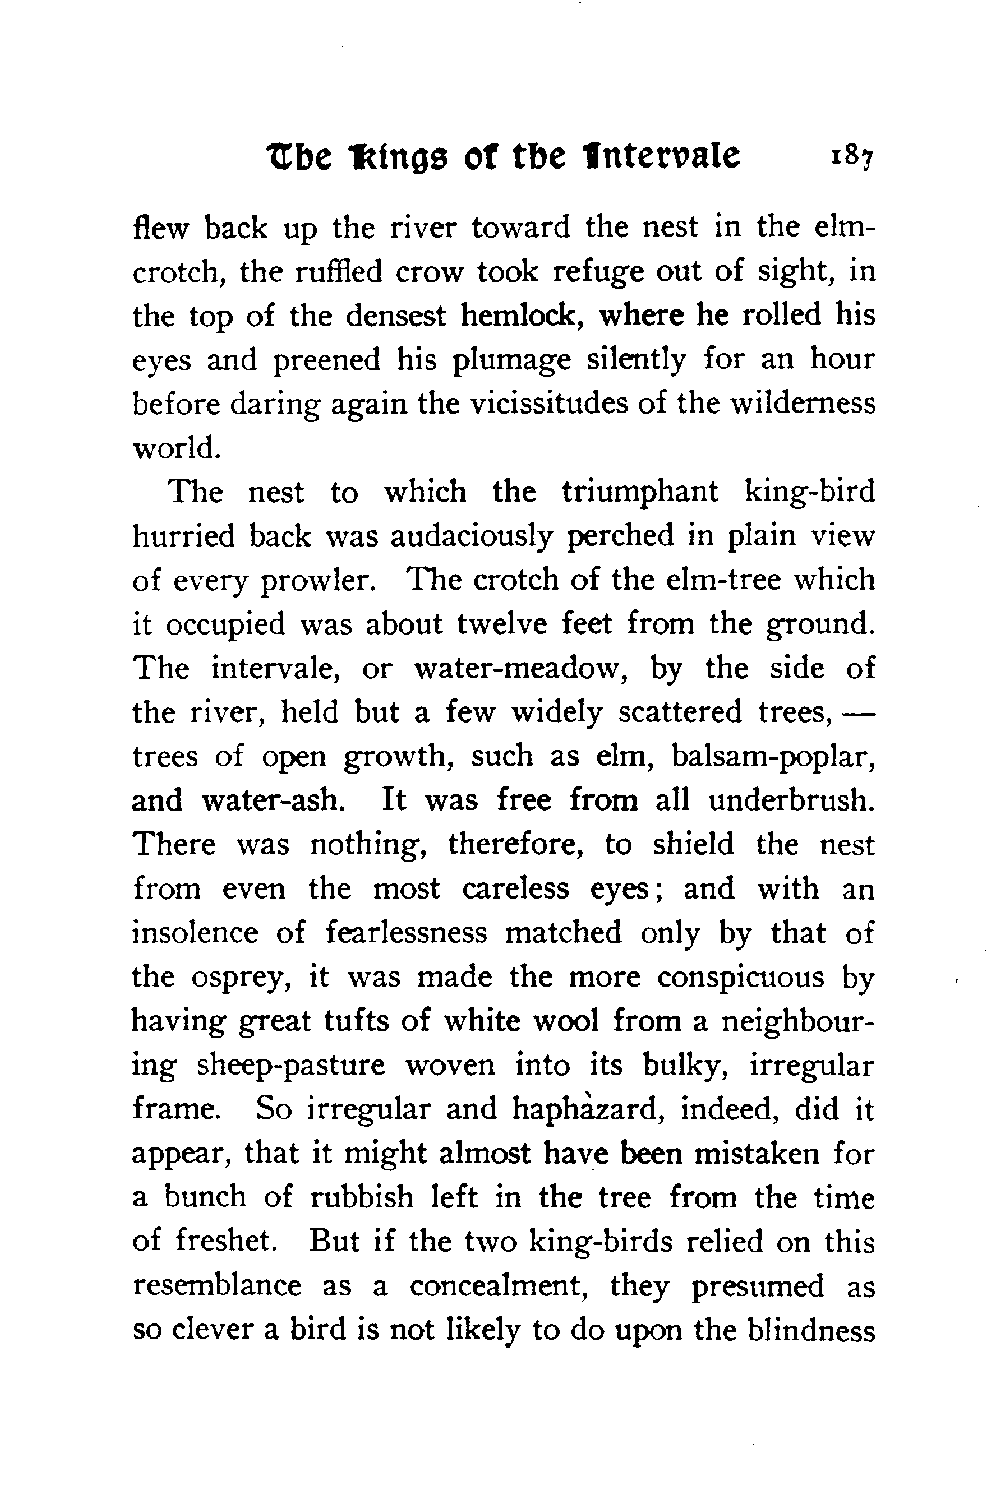 The Kings of the Intervale 187
flew back up the river toward the nest in the elm-
crotch, the ruffled crow took refuge out of sight, in
the top of the densest hemlock, where he rolled his
eyes and preened his plumage silently for an hour
before daring again the vicissitudes of the wilderness
world.
The nest to which the triumphant king-bird
hurried back was audaciously perched in plain view
of every prowler. The crotch of the elm-tree which
it occupied was about twelve feet from the ground.
The intervale, or water-meadow, by the side of
the river, held but a few widely scattered trees, —
trees of open growth, such as elm, balsam-poplar,
and water-ash. It was free from all underbrush.
There was nothing, therefore, to shield the nest
from even the most careless eyes; and with an
insolence of fearlessness matched only by that of
the osprey, it was made the more conspicuous by
having great tufts of white wool from a neighbour-
ing sheep-pasture woven into its bulky, irregular
frame. So irregular and haphazard, indeed, did it
appear, that it might almost have been mistaken for
a bunch of rubbish left in the tree from the time
of freshet. But if the two king-birds relied on this
resemblance as a concealment, they presumed as
so clever a bird is not likely to do upon the blindness